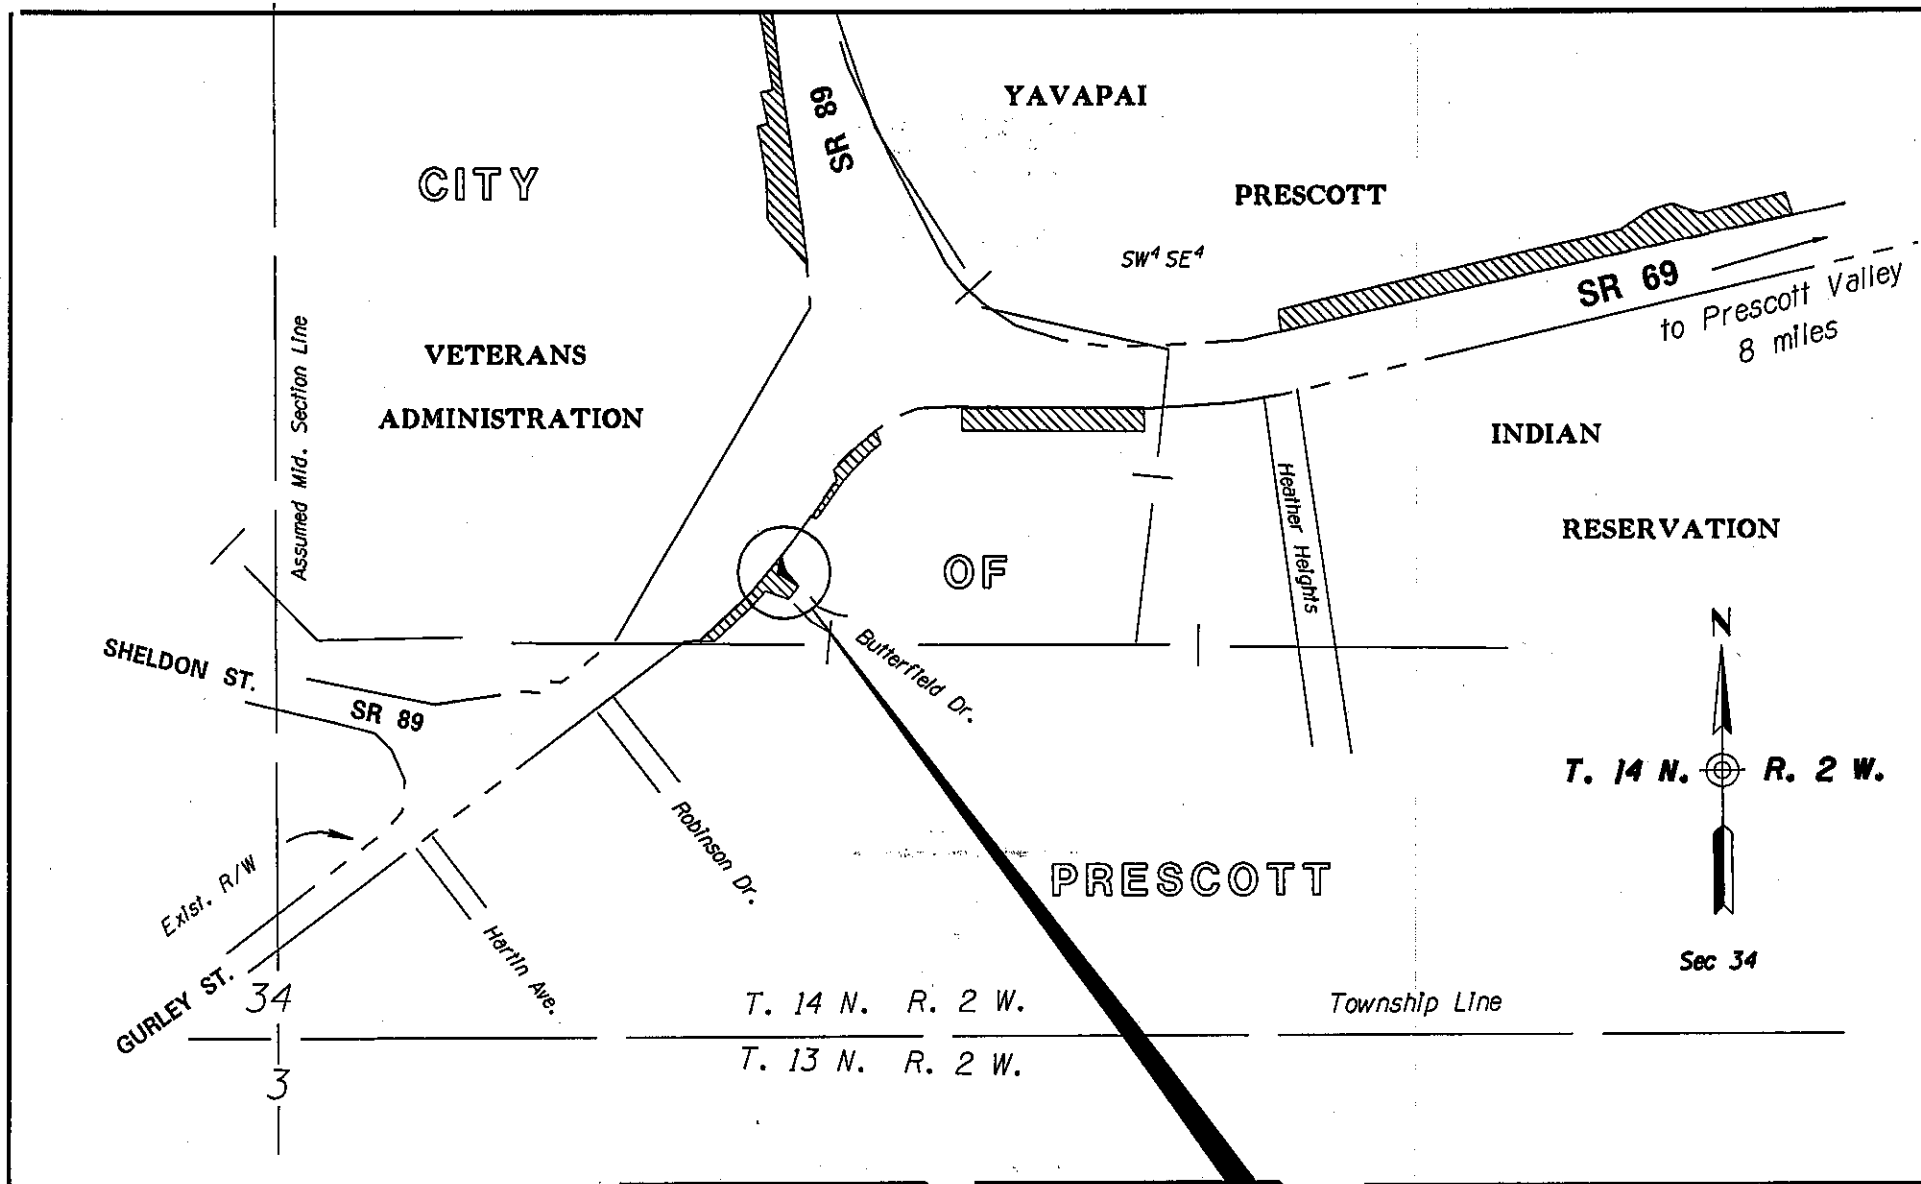 YAVAPAI
SR 89
CITY
PRESCOTT
SW⁴ SE⁴
SR 69
to Prescott Valley
8 miles
Assumed Mid. Section Line
VETERANS
ADMINISTRATION
INDIAN
Heather Heights
RESERVATION
OF
N
SHELDON ST.
Butterfield Dr.
SR 89
T. 14 N. R. 2 W.
Robinson Dr.
Exist. R/W
PRESCOTT
Hartin Ave.
Sec 34
GURLEY ST.
34
T. 14 N. R. 2 W.
Township Line
T. 13 N. R. 2 W.
3